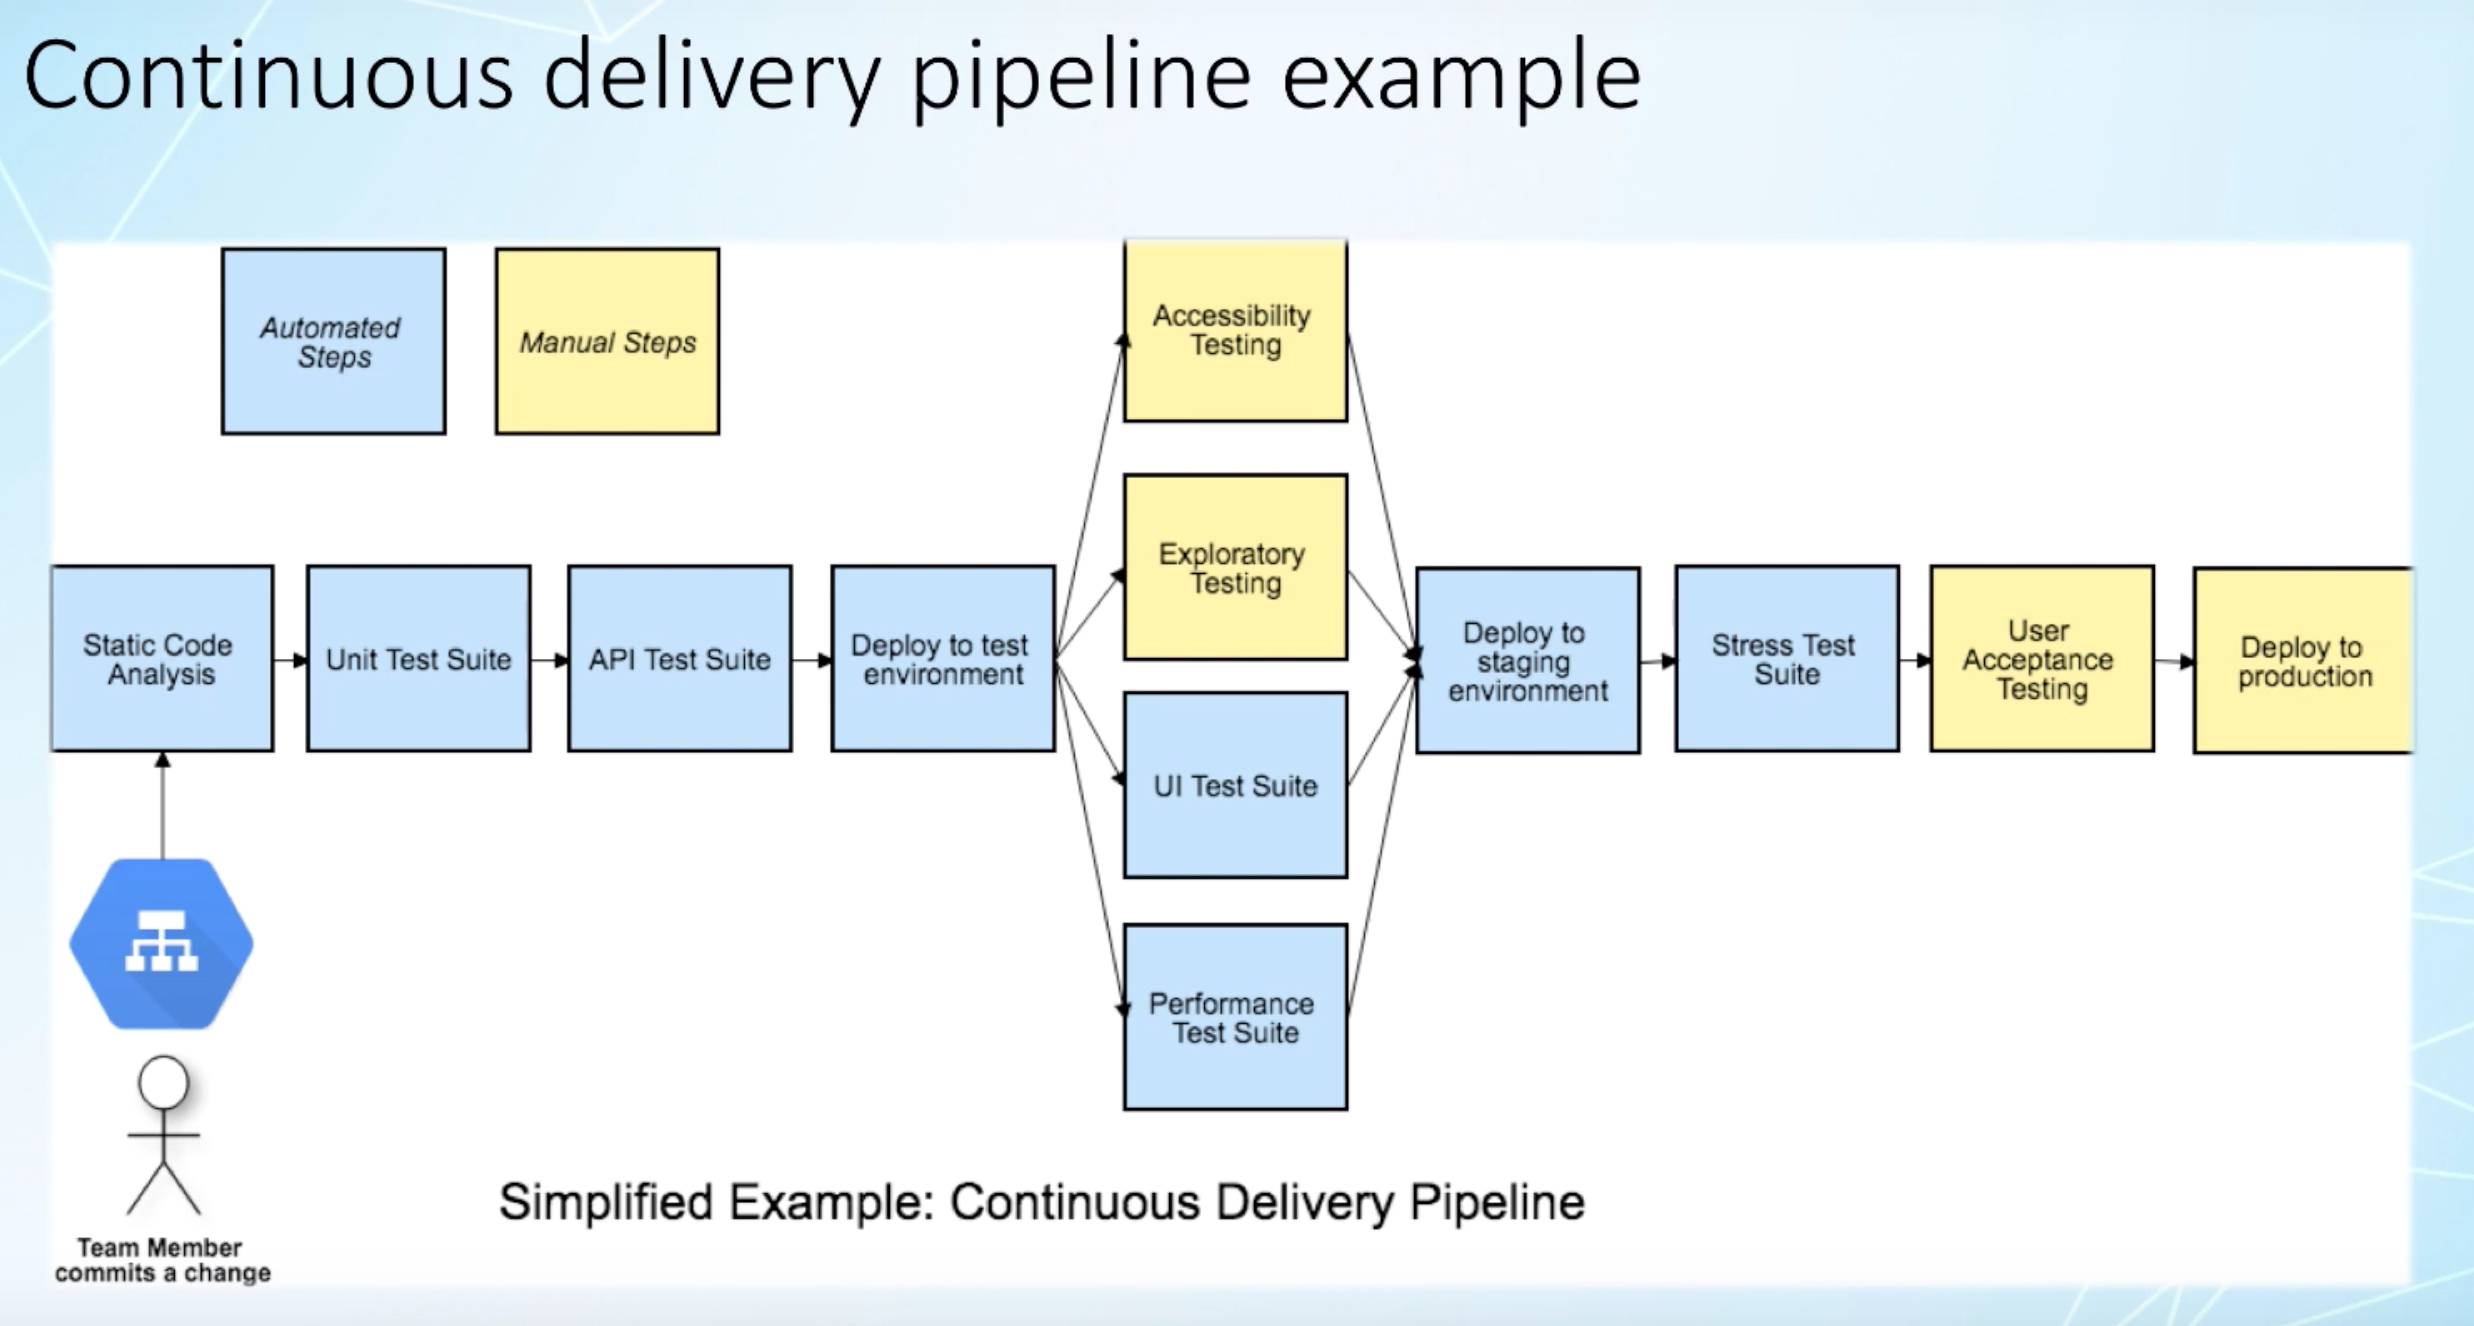 Continuous delivery pipeline example
Automated
Steps
Manual Steps
Accessibility
Testing
Exploratory
Testing
Static Code
Analysis
Unit Test Suite
API Test Suite
Deploy to test
environment
UI Test Suite
Performance
Test Suite
Deploy to
staging
environment
Stress Test
Suite
User
Acceptance
Testing
Deploy to
production
Team Member
commits a change
Simplified Example: Continuous Delivery Pipeline